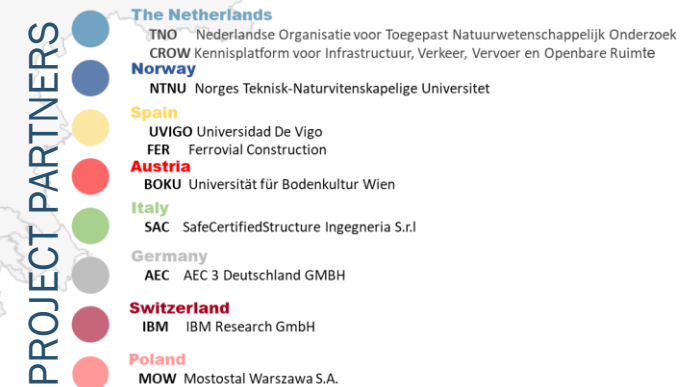 PROJECT PARTNERS
The Netherlands
TNO Nederlandse Organisatie voor Toegepast Natuurwetenschappelijk Onderzoek
CROW Kennisplatform voor Infrastructuur, Verkeer, Vervoer en Openbare Ruimte
Norway
NTNU Norges Teknisk-Naturvitenskapelige Universitet
Spain
UVIGO Universidad De Vigo
FER Ferrovial Construction
Austria
BOKU Universität für Bodenkultur Wien
Italy
SAC SafeCertifiedStructure Ingegneria S.r.l
Germany
AEC AEC 3 Deutschland GMBH
Switzerland
IBM IBM Research GmbH
Poland
MOW Mostostal Warszawa S.A.